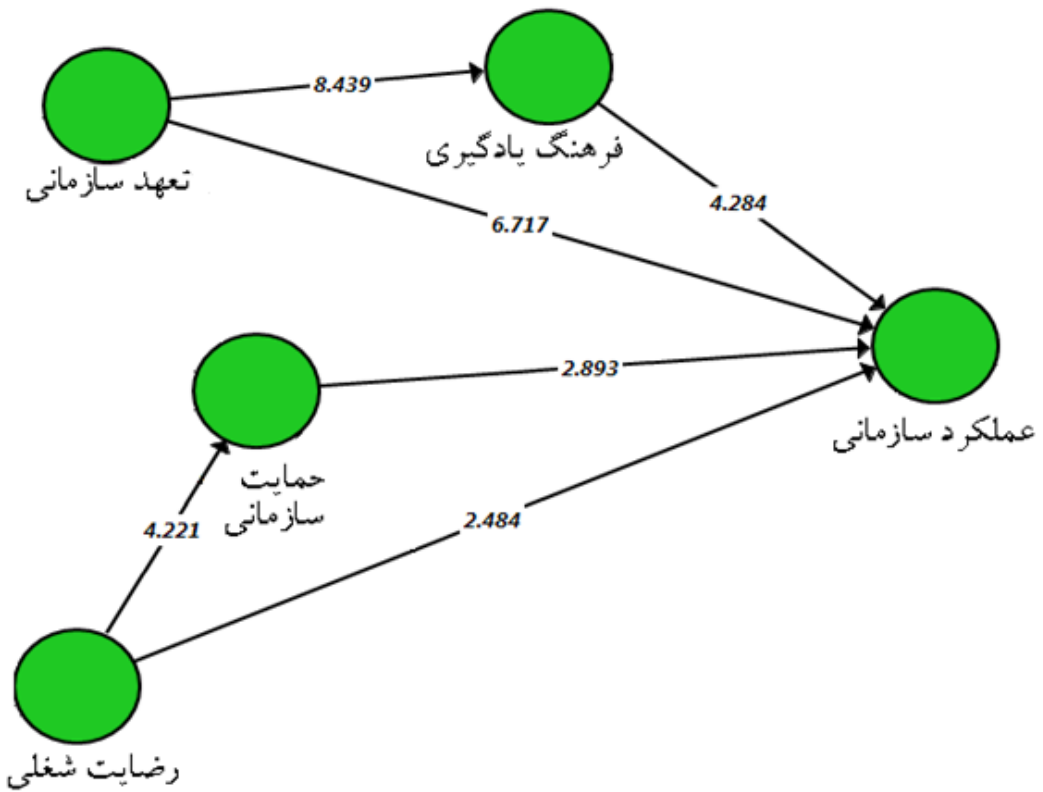 8.439
فرهنگ یادگیری
تعهد سازمانی
4.284
6.717
2.893
عملکرد سازمانی
حمایت
سازمانی
4.221
2.484
رضایت شغلی